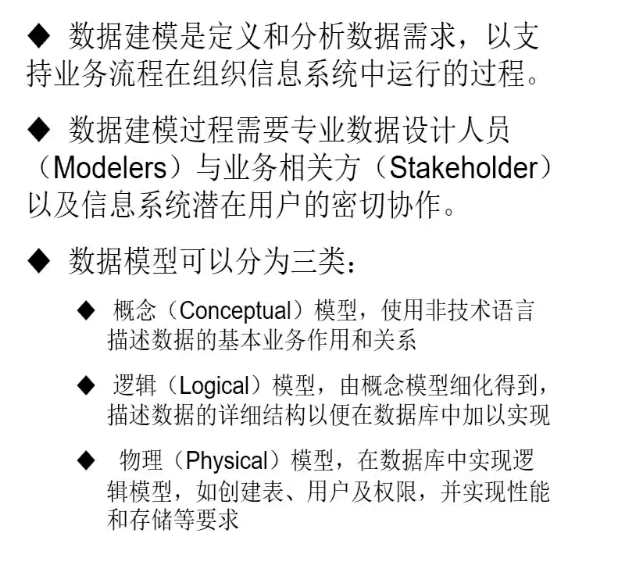 ◆ 数据建模是定义和分析数据需求，以支
持业务流程在组织信息系统中运行的过程。
◆ 数据建模过程需要专业数据设计人员
（Modelers）与业务相关方（Stakeholder）
以及信息系统潜在用户的密切协作。
◆ 数据模型可以分为三类：
◆ 概念（Conceptual）模型，使用非技术语言
描述数据的基本业务作用和关系
◆ 逻辑（Logical）模型，由概念模型细化得到，
描述数据的详细结构以便在数据库中加以实现
◆ 物理（Physical）模型，在数据库中实现逻
辑模型，如创建表、用户及权限，并实现性能
和存储等要求